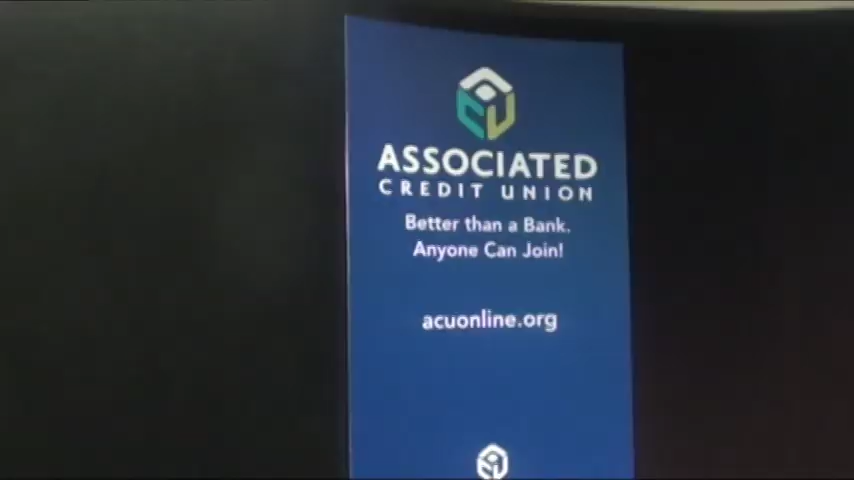 ASSOCIATED
CREDIT UNION
Better than a Bank.
Anyone Can Join!
acuonline.org